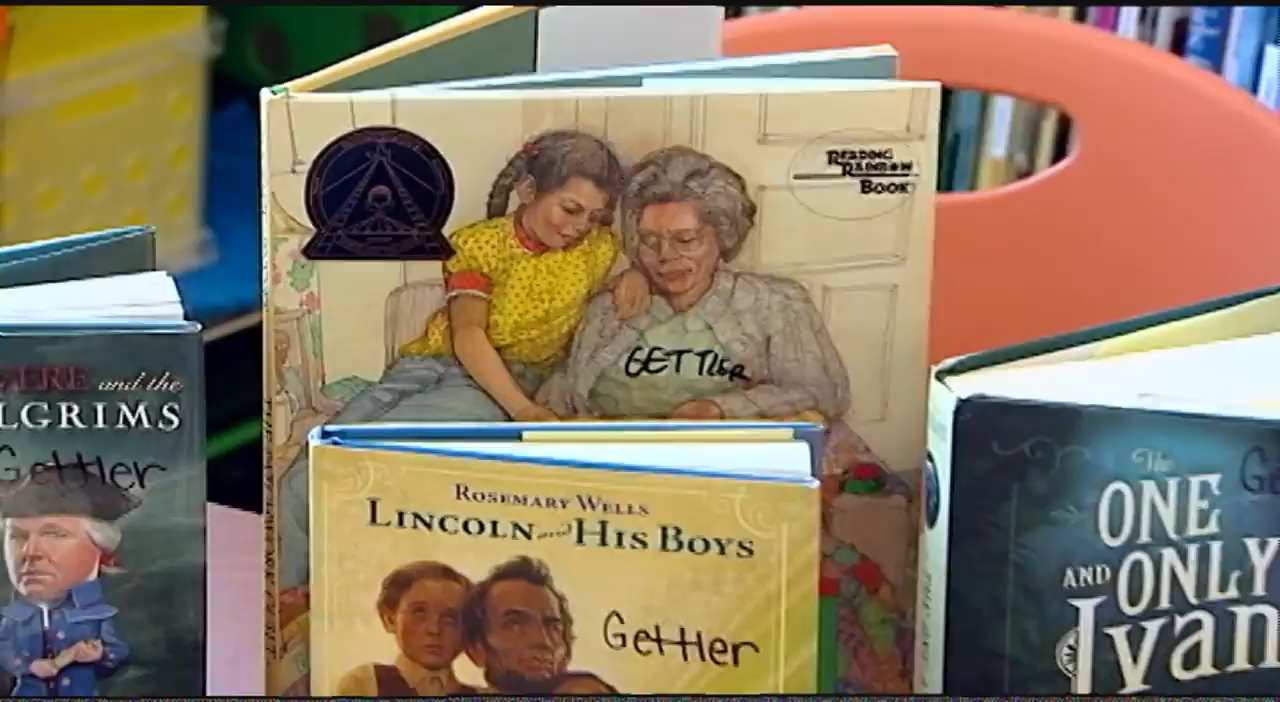 READING
RAINBOW
BOOK
GETTLER
and the
LGRIMS
Gettler
ROSEMARY WELLS
LINCOLN and HIS BOYS
Gettler
The
ONE
AND ONLY
Ivan